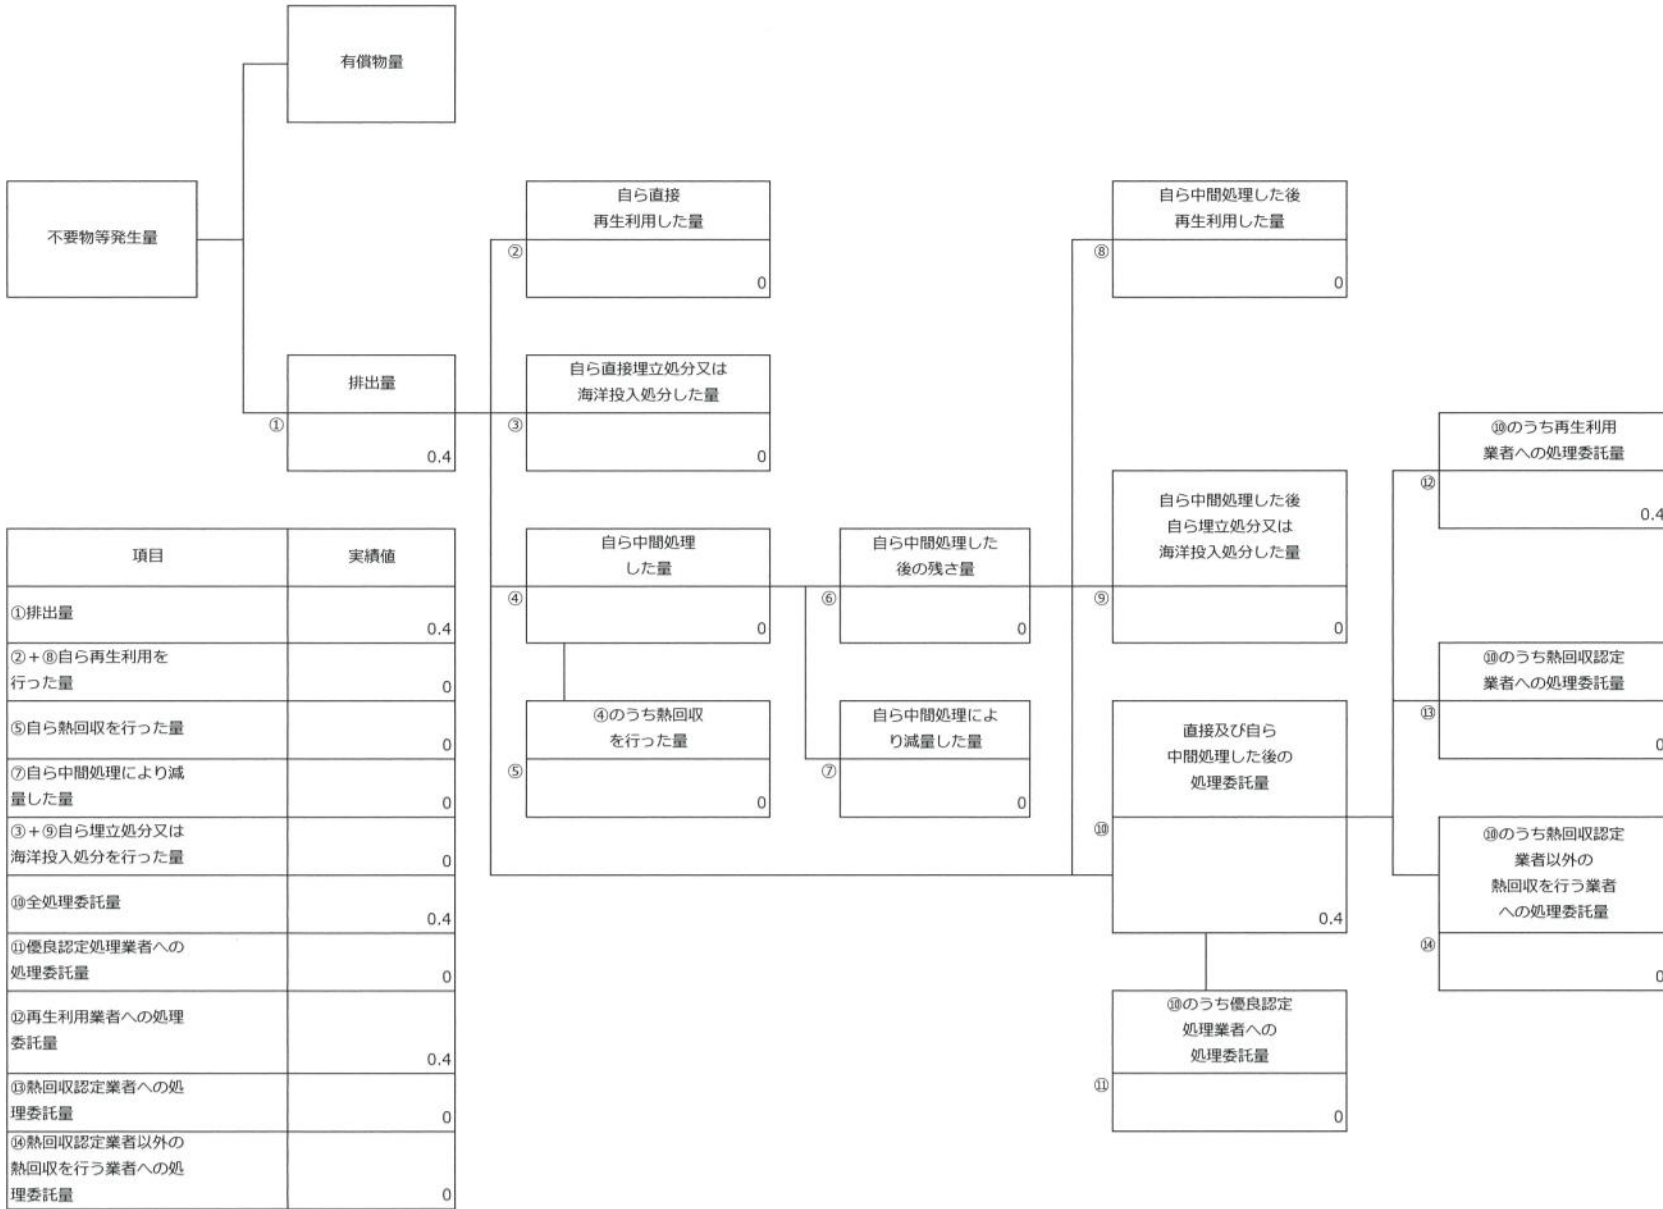 有償物量
不要物等発生量
自ら直接
再生利用した量
②
0
自ら中間処理した後
再生利用した量
⑧
0
排出量
①
0.4
自ら直接埋立処分又は
海洋投入処分した量
③
0
⑩のうち再生利用
業者への処理委託量
⑫
0.4
自ら中間処理
した量
④
0
自ら中間処理した
後の残さ量
⑥
0
自ら中間処理した後
自ら埋立処分又は
海洋投入処分した量
⑨
0
⑩のうち熱回収認定
業者への処理委託量
⑬
0
④のうち熱回収
を行った量
⑤
0
自ら中間処理によ
り減量した量
⑦
0
直接及び自ら
中間処理した後の
処理委託量
⑩
0.4
⑩のうち熱回収認定
業者以外の
熱回収を行う業者
への処理委託量
⑭
0
⑩のうち優良認定
処理業者への
処理委託量
⑪
0
項目 実績値
①排出量
0.4
②+⑧自ら再生利用を
行った量
0
⑤自ら熱回収を行った量
0
⑦自ら中間処理により減
量した量
0
③+⑨自ら埋立処分又は
海洋投入処分を行った量
0
⑩全処理委託量
0.4
⑪優良認定処理業者への
処理委託量
0
⑫再生利用業者への処理
委託量
0.4
⑬熱回収認定業者への処
理委託量
0
⑭熱回収認定業者以外の
熱回収を行う業者への処
理委託量
0